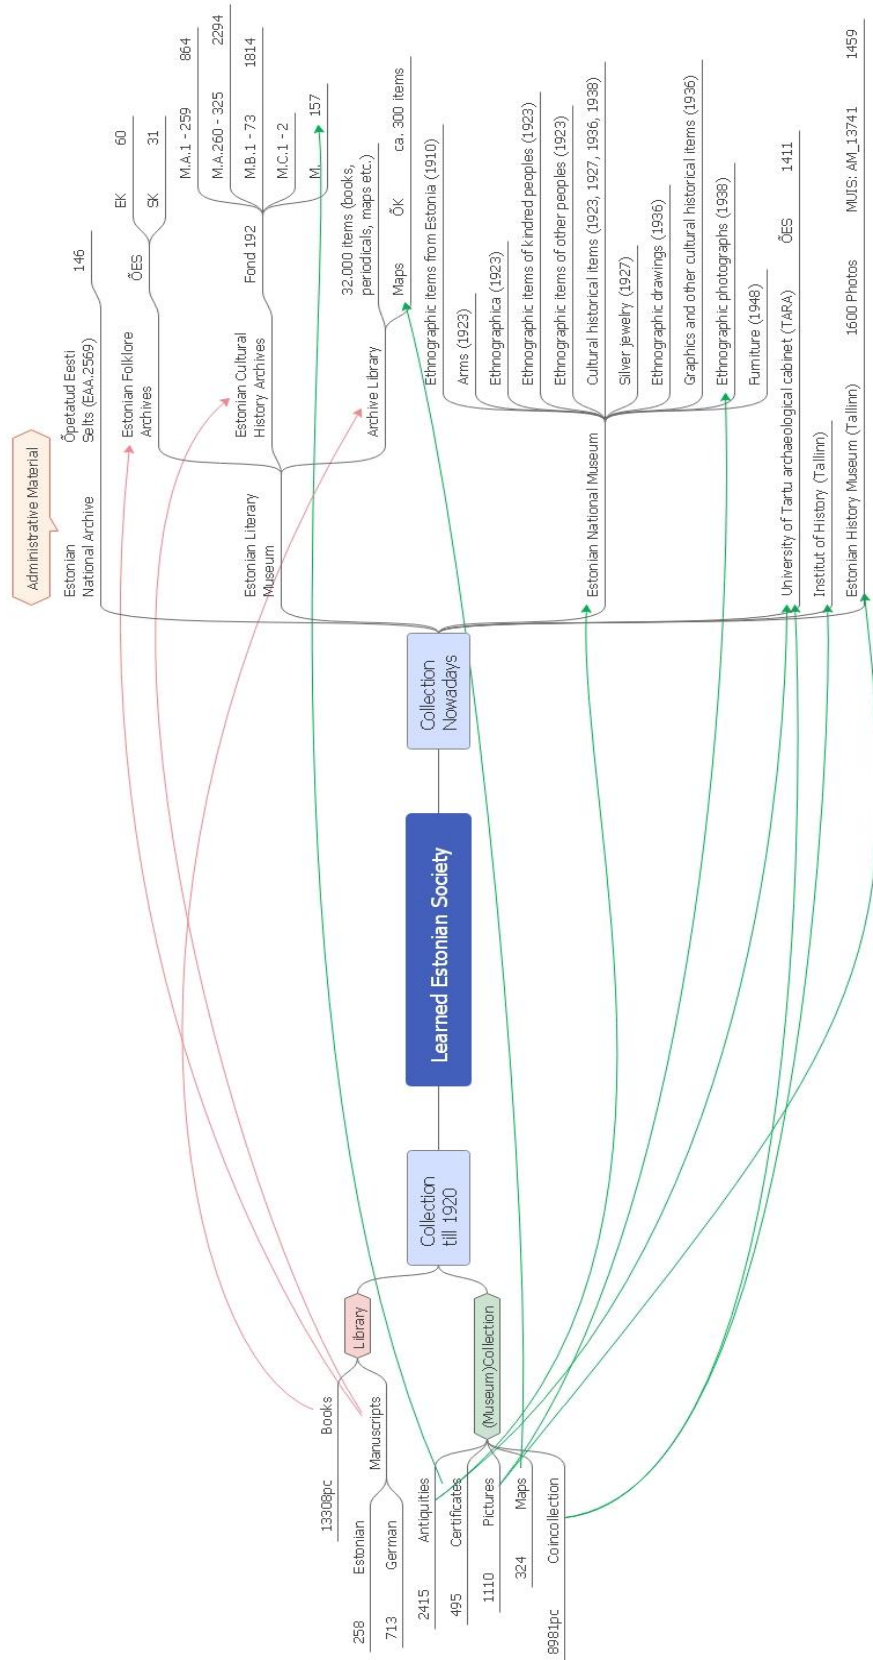 Administrative Material
Learned Estonian Society
Collection
till 1920
Library
Books
13308pc
Manuscripts
Estonian
258
German
713
(Museum)Collection
Antiquities
2415
Certificates
495
Pictures
1110
Maps
324
Coincollection
8981pc
Collection
Nowadays
Estonian
National Archive
Õpetatud Eesti
Selts (EAA.2569)
146
Estonian Literary
Museum
Estonian Folklore
Archives
ÕES
EK 60
SK 31
Estonian Cultural
History Archives
Fond 192
M.A.1 - 259 864
M.A.260 - 325 2294
M.B.1 - 73 1814
M.C.1 - 2
M. 157
Archive Library
32.000 items (books,
periodicals, maps etc.)
Maps ÕK ca. 300 items
Estonian National Museum
Ethnographic items from Estonia (1910)
Arms (1923)
Ethnographica (1923)
Ethnographic items of kindred peoples (1923)
Ethnographic items of other peoples (1923)
Cultural historical items (1923, 1927, 1936, 1938)
Silver jewelry (1927)
Ethnographic drawings (1936)
Graphics and other cultural historical items (1936)
Ethnographic photographs (1938)
Furniture (1948)
University of Tartu archaeological cabinet (TARA) ÕES 1411
Institut of History (Tallinn)
Estonian History Museum (Tallinn) 1600 Photos MUIS: AM_13741 1459